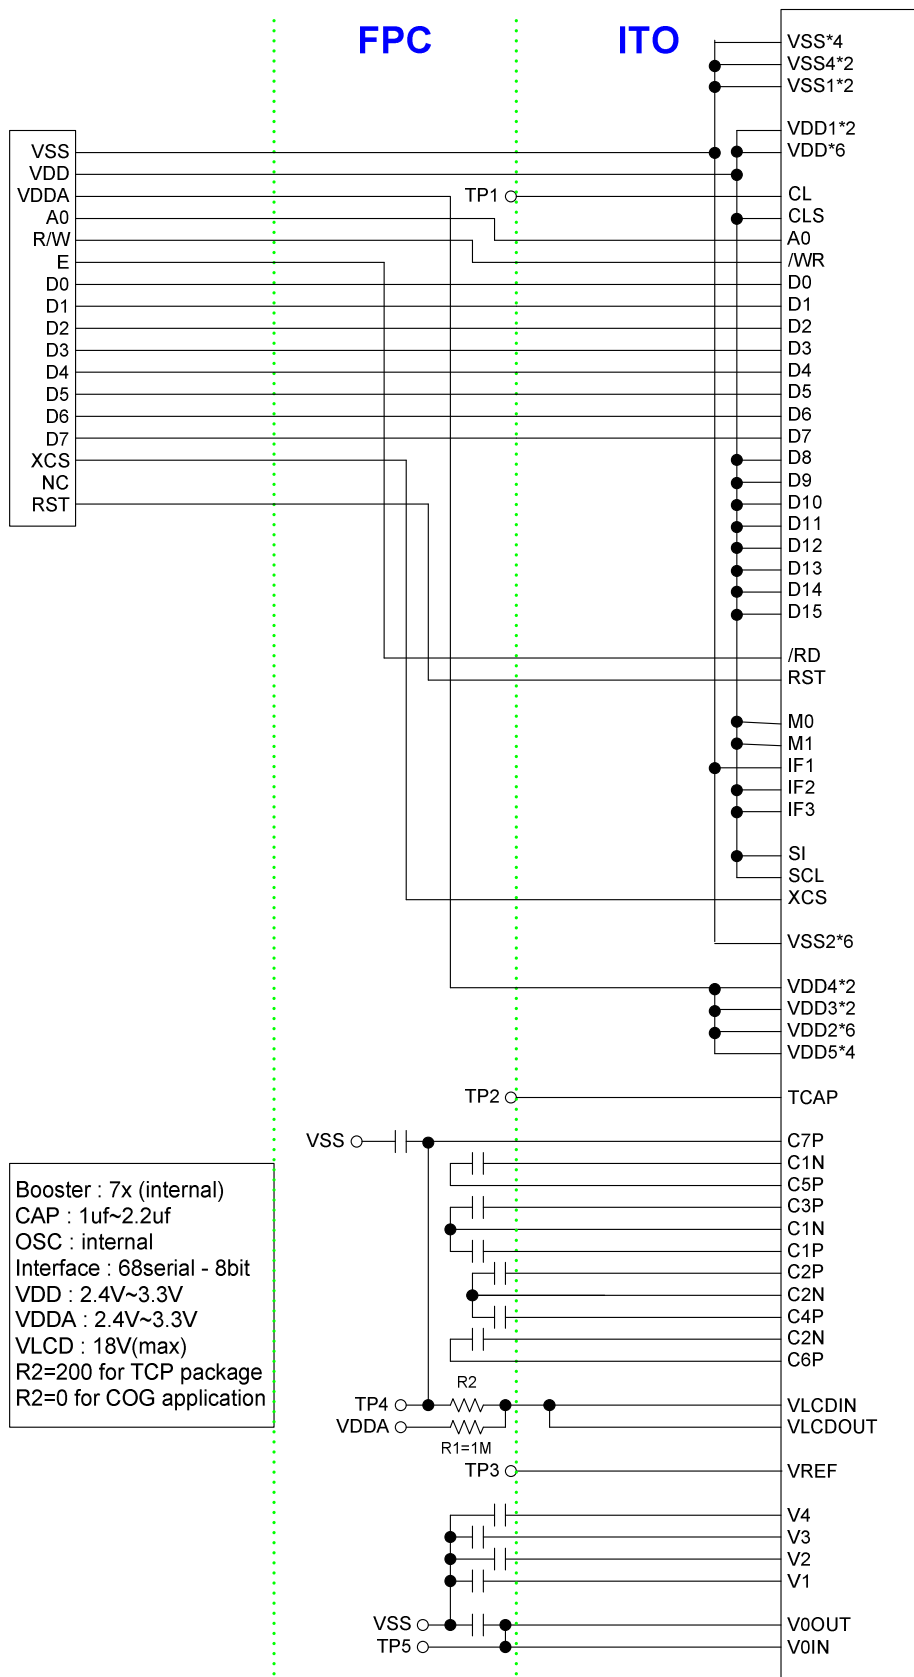 FPC
ITO
VSS*4
VSS4*2
VSS1*2
VDD1*2
VDD*6
CL
CLS
A0
/WR
D0
D1
D2
D3
D4
D5
D6
D7
D8
D9
D10
D11
D12
D13
D14
D15
/RD
RST
M0
M1
IF1
IF2
IF3
SI
SCL
XCS
VSS2*6
VDD4*2
VDD3*2
VDD2*6
VDD5*4
TCAP
C7P
C1N
C5P
C3P
C1N
C1P
C2P
C2N
C4P
C2N
C6P
VLCDIN
VLCDOUT
VREF
V4
V3
V2
V1
V0OUT
V0IN
VSS
VDD
VDDA
A0
R/W
E
D0
D1
D2
D3
D4
D5
D6
D7
XCS
NC
RST
TP1
TP2
VSS
R2
TP4
VDDA
R1=1M
TP3
VSS
TP5
Booster : 7x (internal)
CAP : 1uf~2.2uf
OSC : internal
Interface : 68serial - 8bit
VDD : 2.4V~3.3V
VDDA : 2.4V~3.3V
VLCD : 18V(max)
R2=200 for TCP package
R2=0 for COG application